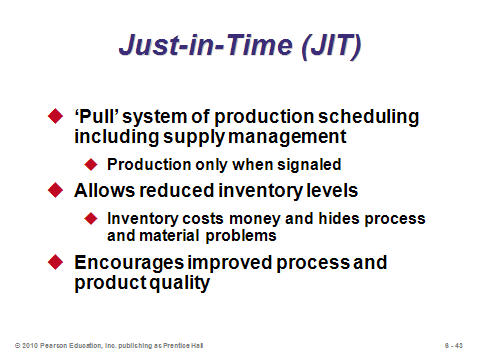 Just-in-Time (JIT)
‘Pull’ system of production scheduling
including supply management
Production only when signaled
Allows reduced inventory levels
Inventory costs money and hides process
and material problems
Encourages improved process and
product quality
© 2010 Pearson Education, Inc. publishing as Prentice Hall
6 - 43